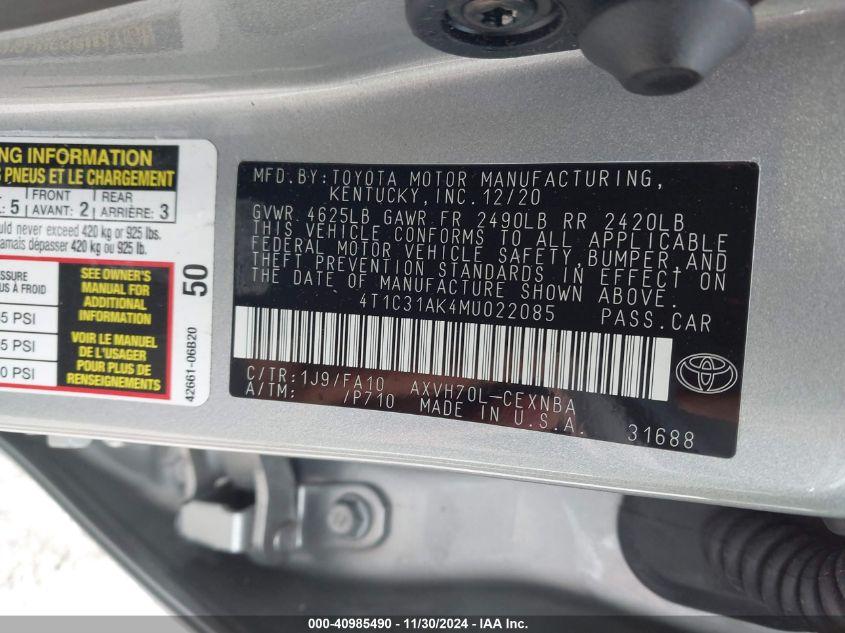 NG INFORMATION
S PNEUS ET LE CHARGEMENT
5 FRONT AVANT: 2 REAR ARRIÈRE: 3
never exceed 420 kg or 925 lbs.
jamais dépasser 420 kg ou 925 lb.
SEE OWNER'S
MANUAL FOR
ADDITIONAL
INFORMATION
VOIR LE MANUEL
DE L'USAGER
POUR PLUS DE
RENSEIGNEMENTS
5 PSI
5 PSI
0 PSI
50
42661-06B20
MFD.BY:TOYOTA MOTOR MANUFACTURING,
KENTUCKY, INC.12/20
GVWR 4625LB GAWR FR 2490LB RR 2420LB
THIS VEHICLE CONFORMS TO ALL APPLICABLE
FEDERAL MOTOR VEHICLE SAFETY, BUMPER, AND
THEFT PREVENTION STANDARDS IN EFFECT ON
THE DATE OF MANUFACTURE SHOWN ABOVE.
4T1C31AK4MU022085 PASS.CAR
C/TR:1J9/FA10 AXVH70L-CEXNBA
A/TM: /P710 MADE IN U.S.A. 31688
TOYOTA
000-40985490 - 11/30/2024 - IAA Inc.